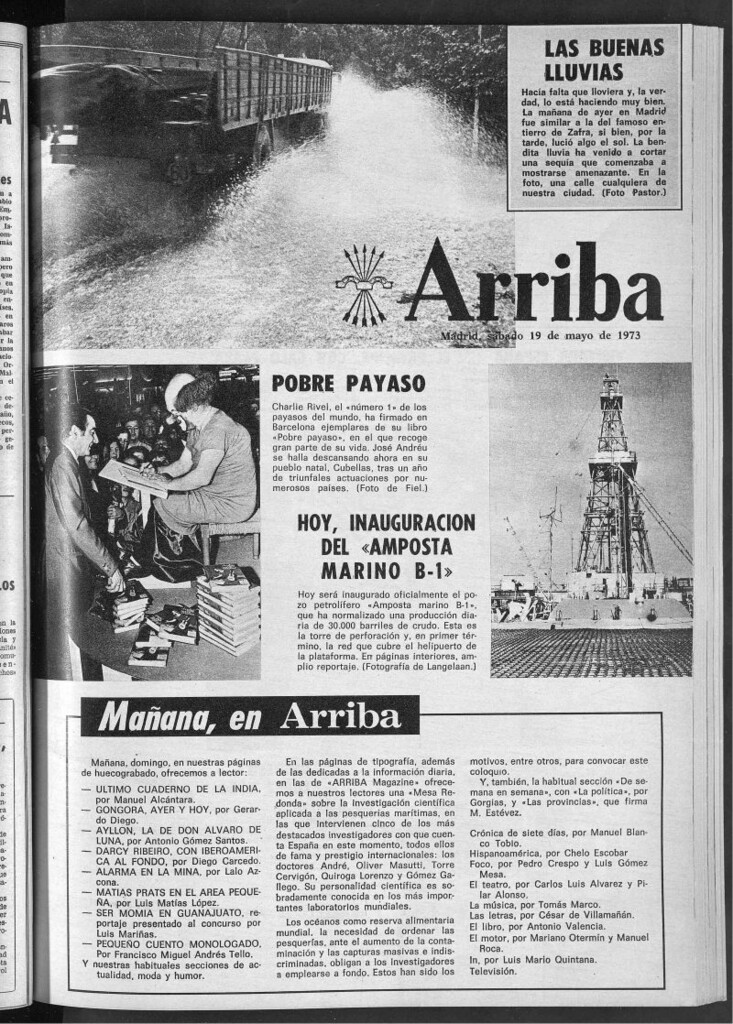 LAS BUENAS
LLUVIAS
Hacía falta que lloviera y, la ver-
dad, lo está haciendo muy bien.
La mañana de ayer en Madrid
fue similar a la del famoso en-
tierro de Zafra, si bien, por la
tarde, lució algo el sol. La ben-
dita lluvia ha venido a cortar
una sequía que comenzaba a
mostrarse amenazante. En la
foto, una calle cualquiera de
nuestra ciudad. (Foto Pastor.)
Arriba
Madrid, sábado 19 de mayo de 1973
POBRE PAYASO
Charlie Rivel, el «número 1» de los
payasos del mundo, ha firmado en
Barcelona ejemplares de su libro
«Pobre payaso», en el que recoge
gran parte de su vida. José Andréu
se halla descansando ahora en su
pueblo natal, Cubellas, tras un año
de triunfales actuaciones por nu-
merosos países. (Foto de Fiel.)
HOY, INAUGURACION
DEL «AMPOSTA
MARINO B-1»
Hoy será inaugurado oficialmente el po-
zo petrolífero «Amposta marino B-1»,
que ha normalizado una producción dia-
ria de 30.000 barriles de crudo. Esta es
la torre de perforación y, en primer tér-
mino, la red que cubre el helipuerto de
la plataforma. En páginas interiores, am-
plio reportaje. (Fotografía de Langelaan.)
Mañana, en Arriba
Mañana, domingo, en nuestras páginas
de huecograbado, ofrecemos a lector:
— ULTIMO CUADERNO DE LA INDIA,
por Manuel Alcántara.
— GONGORA, AYER Y HOY, por Gerar-
do Diego.
— AYLLON, LA DE DON ALVARO DE
LUNA, por Antonio Gómez Santos.
— DARCY RIBEIRO, CON IBEROAMERI-
CA AL FONDO, por Diego Carcedo.
— ALARMA EN LA MINA, por Lalo Az-
cona.
— MATIAS PRATS EN EL AREA PEQUE-
ÑA, por Luis Matías López.
— SER MOMIA EN GUANAJUATO, re-
portaje presentado al concurso por
Luis Mariñas.
— PEQUEÑO CUENTO MONOLOGADO,
Por Francisco Miguel Andrés Tello.
Y nuestras habituales secciones de ac-
tualidad, moda y humor.
En las páginas de tipografía, además
de las dedicadas a la información diaria,
en las de «ARRIBA Magazine» ofrece-
mos a nuestros lectores una «Mesa Re-
donda» sobre la investigación científica
aplicada a las pesquerías marítimas, en
las que intervienen cinco de los más
destacados investigadores con que cuen-
ta España en este momento, todos ellos
de fama y prestigio internacionales: los
doctores André, Oliver Masutti, Torre
Cervigón, Quiroga Lorenzo y Gómez Ga-
llego. Su personalidad científica es so-
bradamente conocida en los más impor-
tantes laboratorios mundiales.
Los océanos como reserva alimentaria
mundial, la necesidad de ordenar las
pesquerías, ante el aumento de la conta-
minación y las capturas masivas e indis-
criminadas, obligan a los investigadores
a emplearse a fondo. Estos han sido los
motivos, entre otros, para convocar este
coloquio.
Y, también, la habitual sección «De se-
mana en semana», con «La política», por
Gorgias, y «Las provincias», que firma
M. Estévez.
Crónica de siete días, por Manuel Blan-
co Tobio.
Hispanoamérica, por Chelo Escobar
Foco, por Pedro Crespo y Luis Gómez
Mesa.
El teatro, por Carlos Luis Alvarez y Pi-
lar Alonso.
La música, por Tomás Marco.
Las letras, por César de Villamañán.
El libro, por Antonio Valencia.
El motor, por Mariano Otermín y Manuel
Roca.
In, por Luis Mario Quintana.
Televisión.